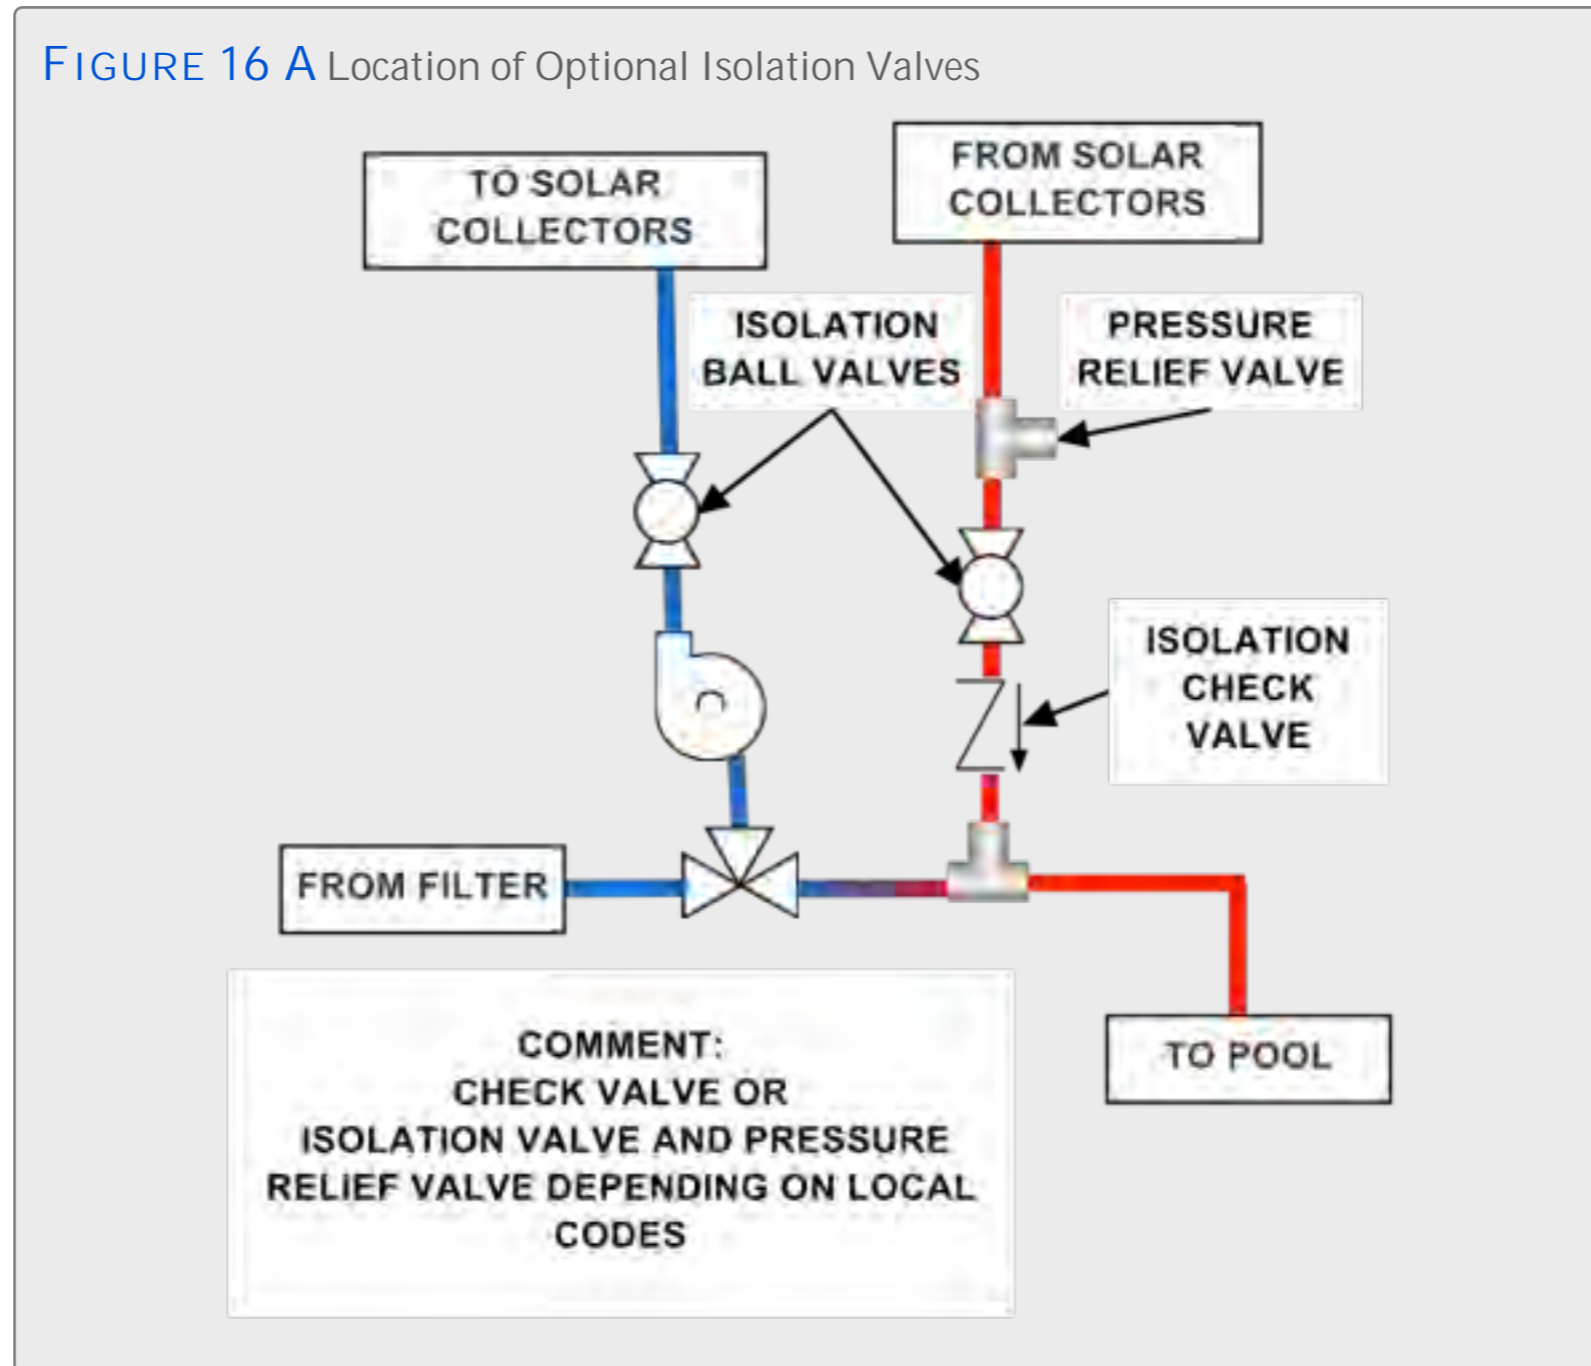 FIGURE 16 A Location of Optional Isolation Valves
TO SOLAR
COLLECTORS
FROM SOLAR
COLLECTORS
ISOLATION
BALL VALVES
PRESSURE
RELIEF VALVE
ISOLATION
CHECK
VALVE
FROM FILTER
TO POOL
COMMENT:
CHECK VALVE OR
ISOLATION VALVE AND PRESSURE
RELIEF VALVE DEPENDING ON LOCAL
CODES